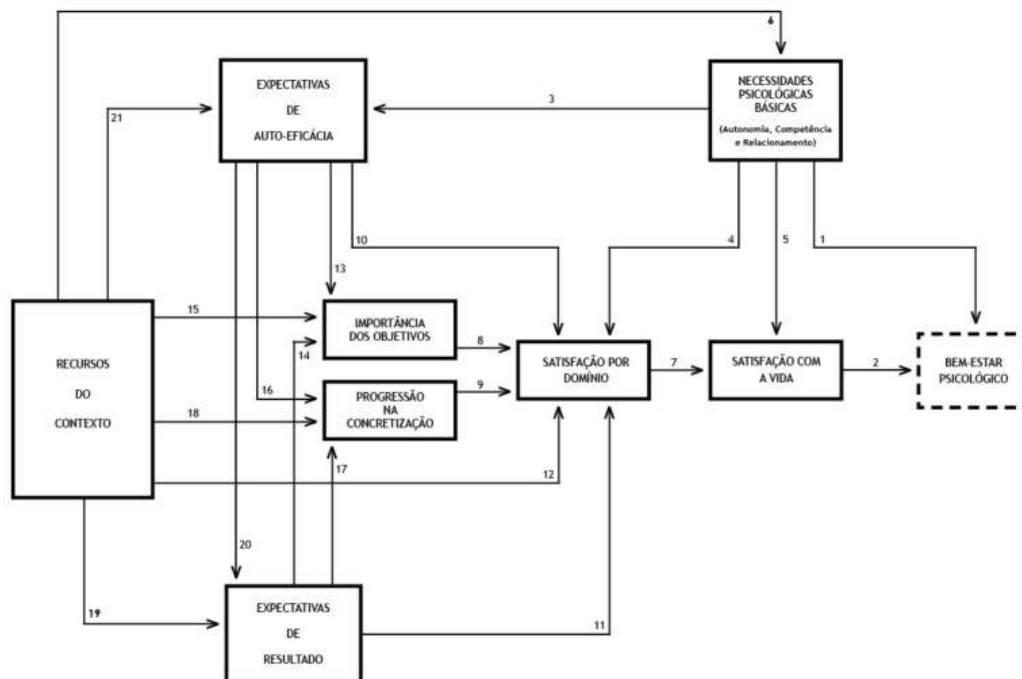 6
EXPECTATIVAS
DE
AUTO-EFICÁCIA
NECESSIDADES
PSICOLÓGICAS
BÁSICAS
(Autonomia, Competência
e Relacionamento)
3
21
10
4
5
1
13
15
RECURSOS
DO
CONTEXTO
IMPORTÂNCIA
DOS OBJETIVOS
14
8
SATISFAÇÃO POR
DOMÍNIO
7
SATISFAÇÃO COM
A VIDA
2
BEM-ESTAR
PSICOLÓGICO
16
PROGRESSÃO
NA
CONCRETIZAÇÃO
9
18
17
12
20
19
EXPECTATIVAS
DE
RESULTADO
11